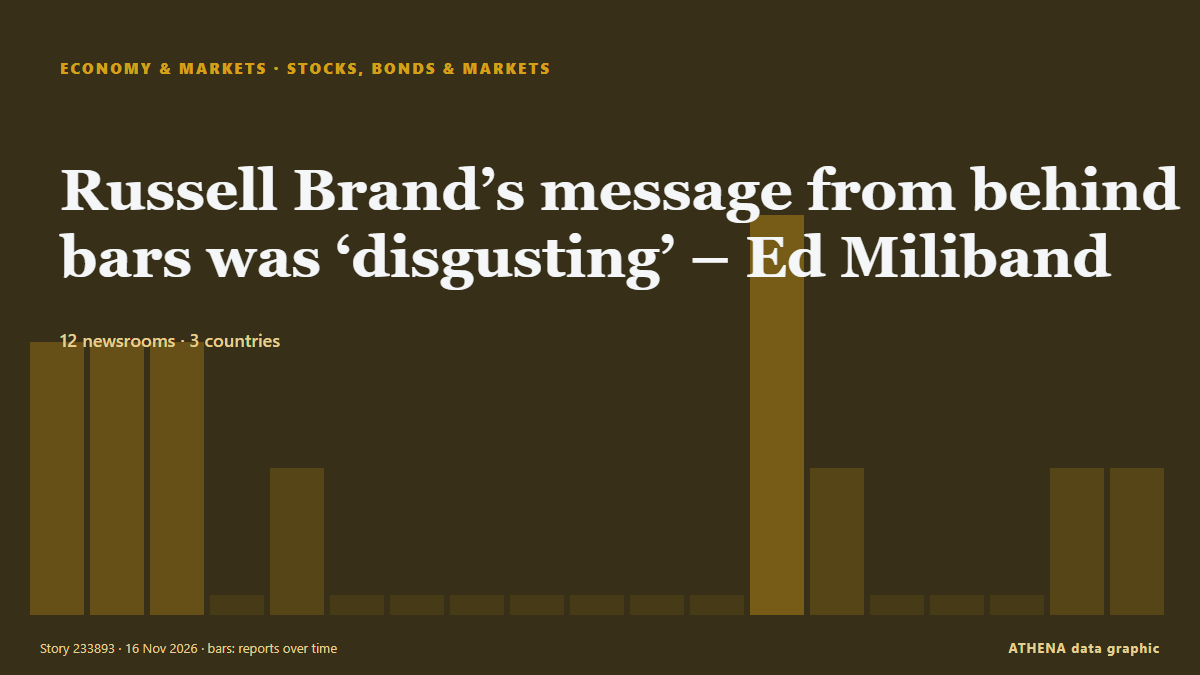 ECONOMY & MARKETS · STOCKS, BONDS & MARKETS
Russell Brand’s message from behind
bars was ‘disgusting’ – Ed Miliband
12 newsrooms · 3 countries
Story 233893 · 16 Nov 2026 · bars: reports over time
ATHENA data graphic